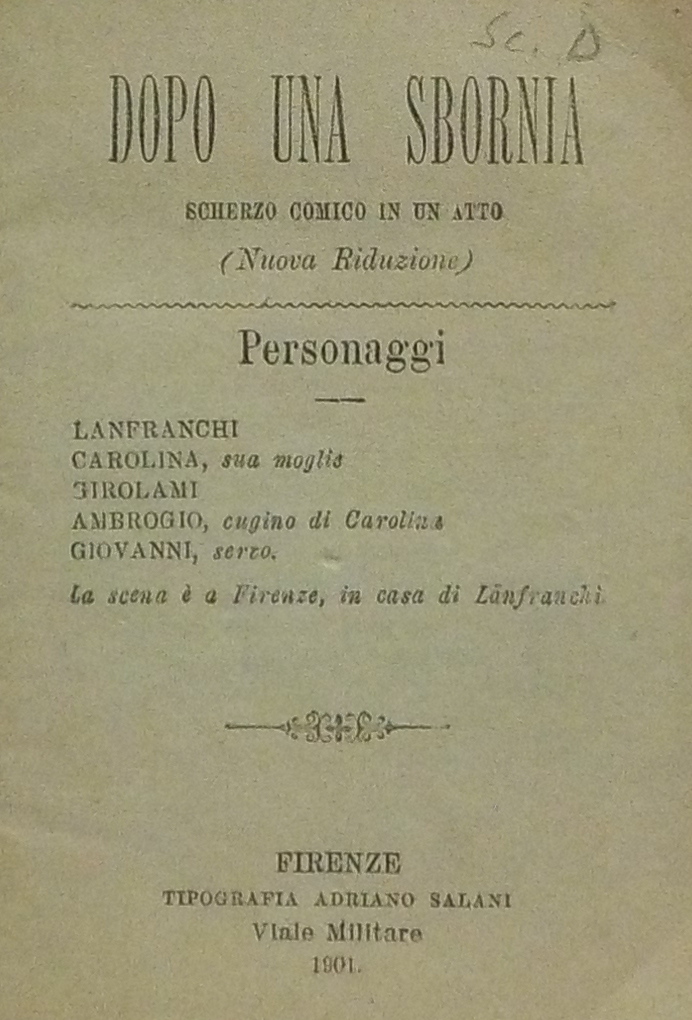 Sc. D
DOPO UNA SBORNIA
SCHERZO COMICO IN UN ATTO
(Nuova Riduzione)
Personaggi
LANFRANCHI
CAROLINA, sua moglie
GIROLAMI
AMBROGIO, cugino di Carolina
GIOVANNI, servo.
La scena è a Firenze, in casa di Lanfranchi.
FIRENZE
TIPOGRAFIA ADRIANO SALANI
Viale Militare
1901.